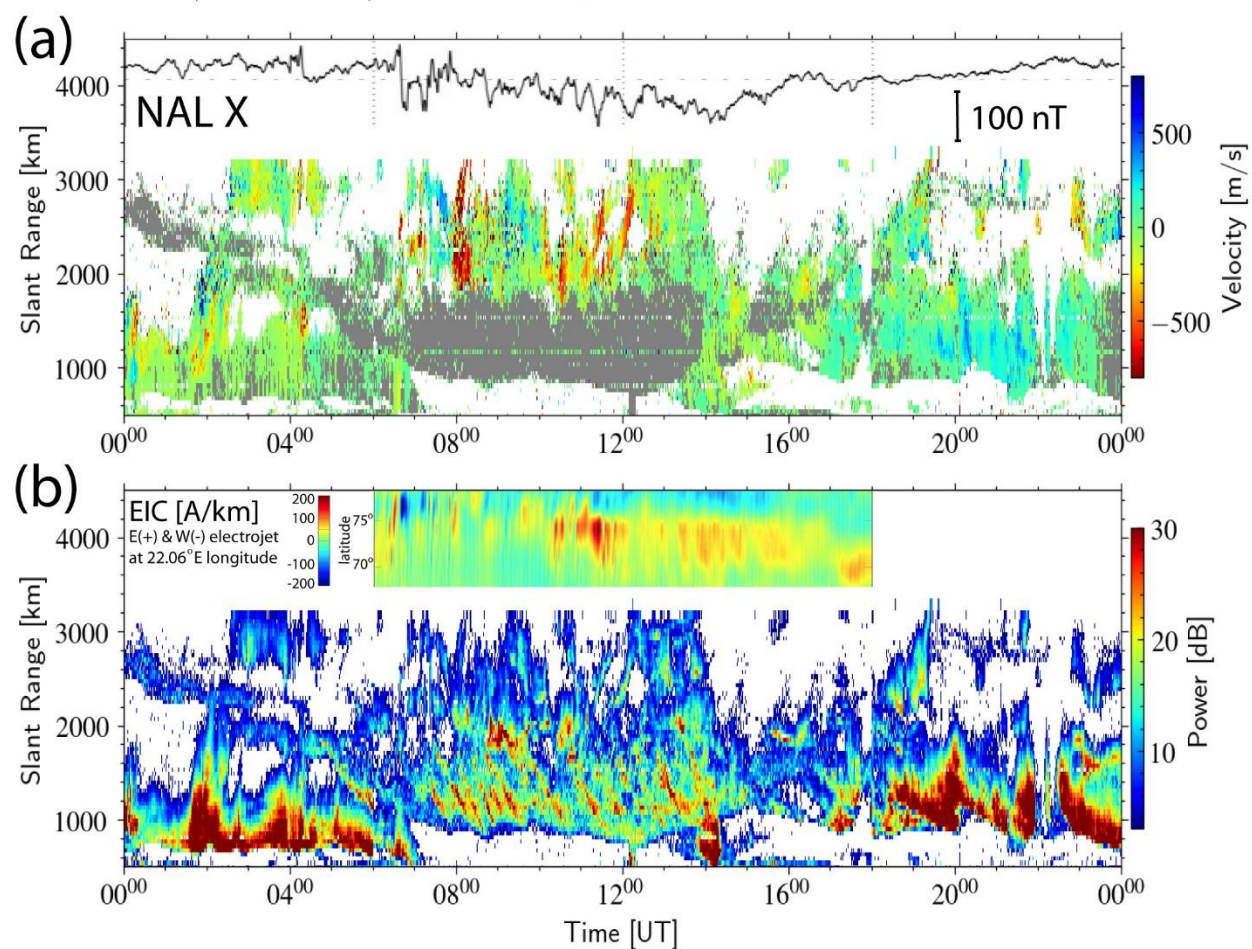 (a)
NAL X
100 nT
Slant Range [km]
4000
3000
2000
1000
Velocity [m/s]
500
0
−500
00⁰⁰ 04⁰⁰ 08⁰⁰ 12⁰⁰ 16⁰⁰ 20⁰⁰ 00⁰⁰
(b)
EIC [A/km]
E(+) & W(-) electrojet
at 22.06°E longitude
200
100
0
-100
-200
latitude
75°
70°
Slant Range [km]
4000
3000
2000
1000
Power [dB]
30
20
10
00⁰⁰ 04⁰⁰ 08⁰⁰ 12⁰⁰ 16⁰⁰ 20⁰⁰ 00⁰⁰
Time [UT]